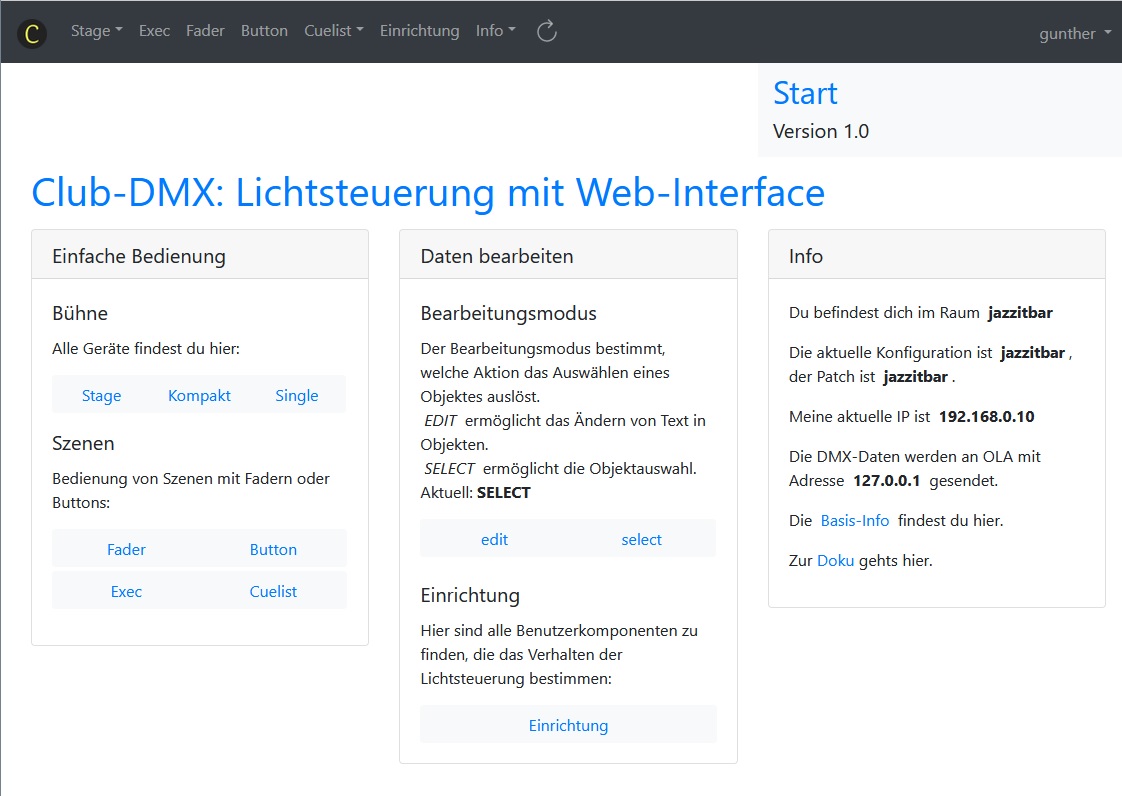 C Stage Exec Fader Button Cuelist Einrichtung Info gunther
Start
Version 1.0
Club-DMX: Lichtsteuerung mit Web-Interface
Einfache Bedienung
Bühne
Alle Geräte findest du hier:
Stage Kompakt Single
Szenen
Bedienung von Szenen mit Fadern oder
Buttons:
Fader Button
Exec Cuelist
Daten bearbeiten
Bearbeitungsmodus
Der Bearbeitungsmodus bestimmt,
welche Aktion das Auswählen eines
Objektes auslöst.
EDIT ermöglicht das Ändern von Text in
Objekten.
SELECT ermöglicht die Objektauswahl.
Aktuell: SELECT
edit select
Einrichtung
Hier sind alle Benutzerkomponenten zu
finden, die das Verhalten der
Lichtsteuerung bestimmen:
Einrichtung
Info
Du befindest dich im Raum jazzitbar
Die aktuelle Konfiguration ist jazzitbar ,
der Patch ist jazzitbar .
Meine aktuelle IP ist 192.168.0.10
Die DMX-Daten werden an OLA mit
Adresse 127.0.0.1 gesendet.
Die Basis-Info findest du hier.
Zur Doku gehts hier.